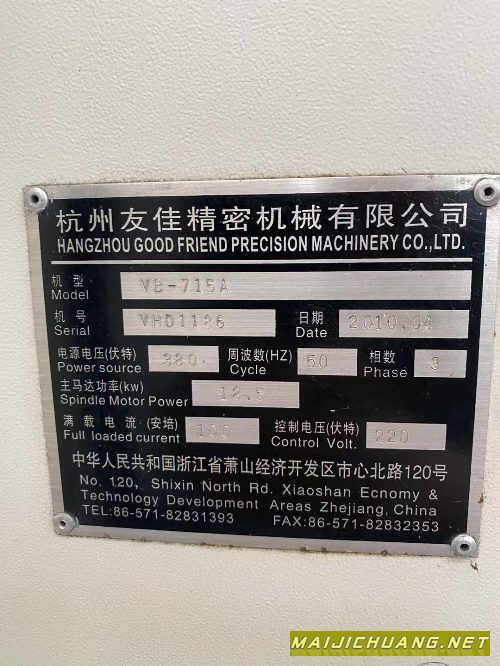 杭州友佳精密机械有限公司
HANGZHOU GOOD FRIEND PRECISION MACHINERY CO.,LTD.
机型 VB-715A
Model
机号 VHD1186 日期 2010.04
Serial Date
电源电压(伏特) 380 周波数(HZ) 50 相数 3
Power source Cycle Phase
主马达功率(kw) 18.5
Spindle Motor Power
满载电流(安培) 100 控制电压(伏特) 220
Full loaded current Control Volt.
中华人民共和国浙江省萧山经济开发区市心北路120号
No. 120, Shixin North Rd. Xiaoshan Ecnomy &
Technology Development Areas Zhejiang, China
TEL:86-571-82831393 FAX:86-571-82832353
MAIJICHUANG.NET